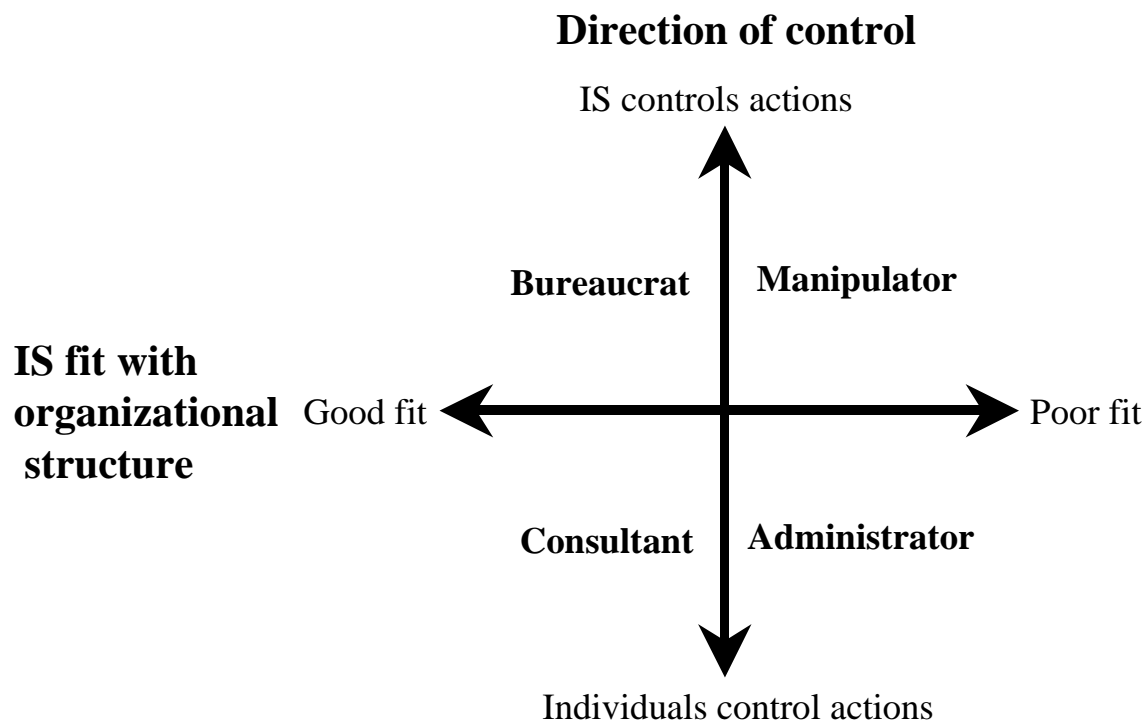 Direction of control
IS controls actions
Bureaucrat
Manipulator
IS fit with
organizational
structure
Good fit
Poor fit
Consultant
Administrator
Individuals control actions